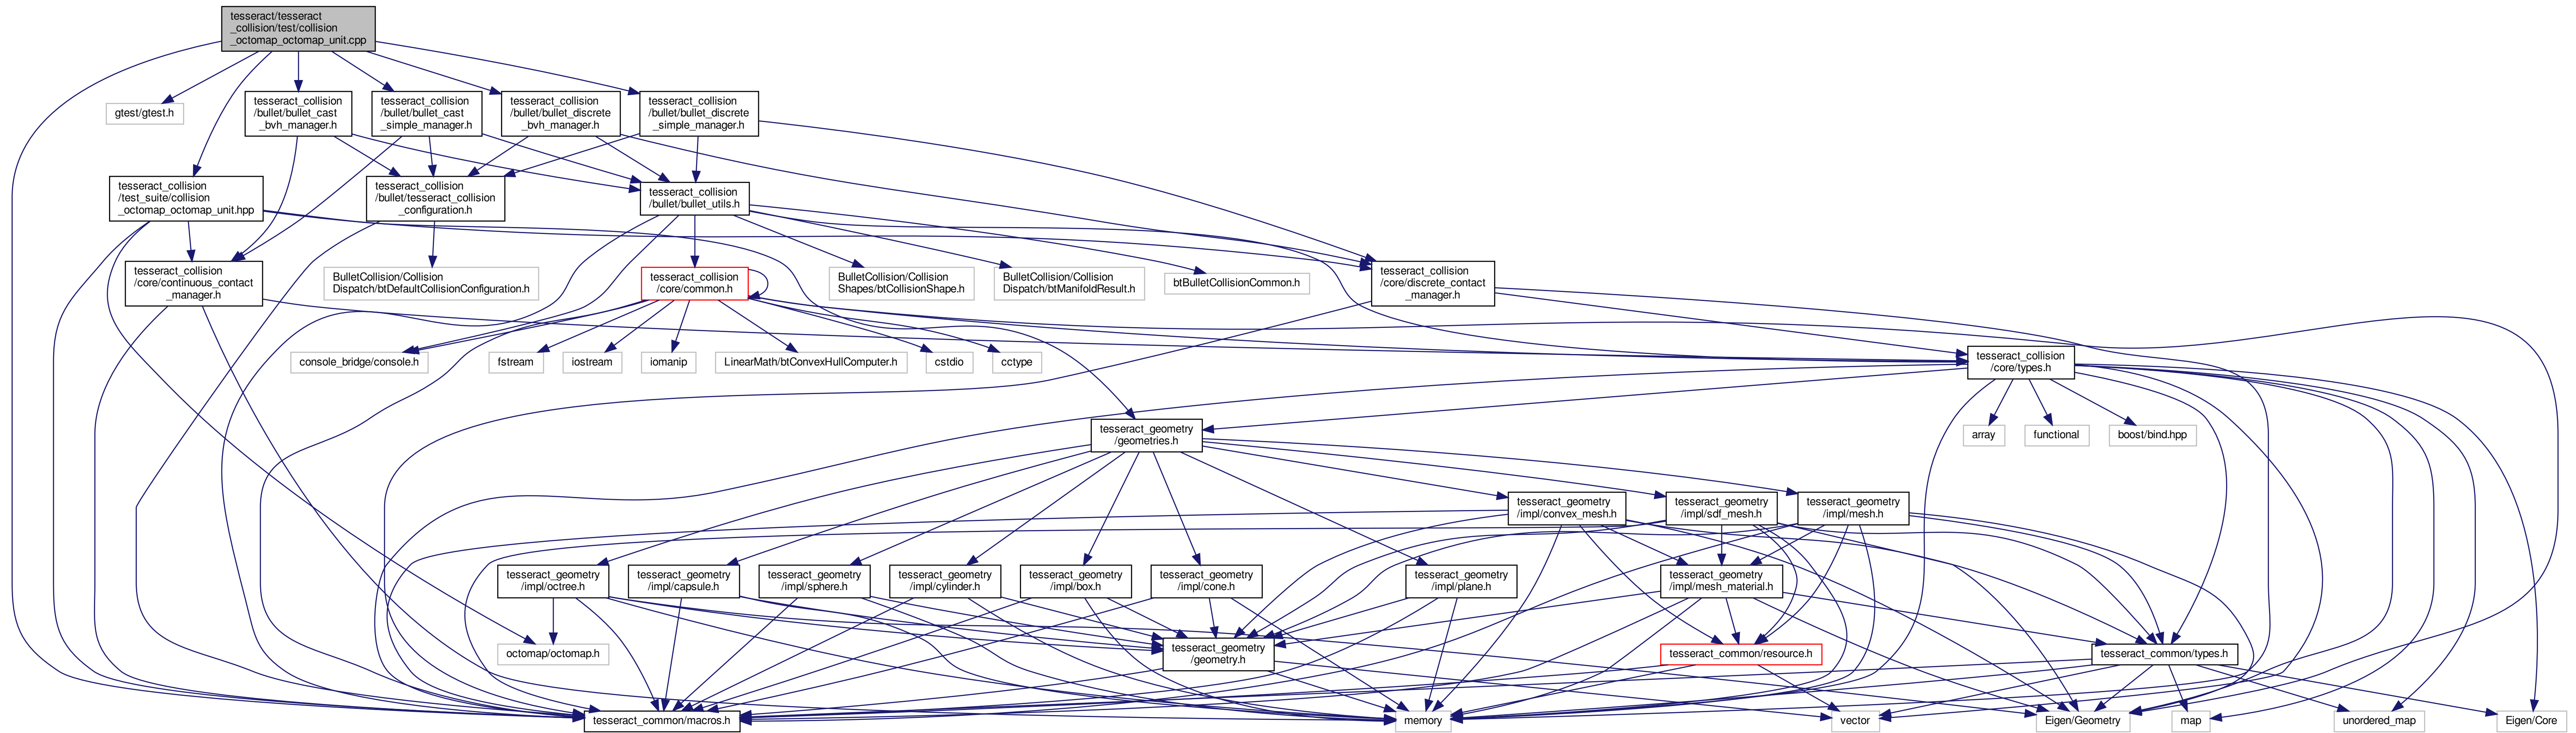 tesseract/tesseract
_collision/test/collision
_octomap_octomap_unit.cpp
gtest/gtest.h
tesseract_collision
/bullet/bullet_cast
_bvh_manager.h
tesseract_collision
/bullet/bullet_cast
_simple_manager.h
tesseract_collision
/bullet/bullet_discrete
_bvh_manager.h
tesseract_collision
/bullet/bullet_discrete
_simple_manager.h
tesseract_collision
/test_suite/collision
_octomap_octomap_unit.hpp
tesseract_collision
/bullet/tesseract_collision
_configuration.h
tesseract_collision
/bullet/bullet_utils.h
tesseract_collision
/core/continuous_contact
_manager.h
BulletCollision/Collision
Dispatch/btDefaultCollisionConfiguration.h
tesseract_collision
/core/common.h
BulletCollision/Collision
Shapes/btCollisionShape.h
BulletCollision/Collision
Dispatch/btManifoldResult.h
btBulletCollisionCommon.h
tesseract_collision
/core/discrete_contact
_manager.h
console_bridge/console.h
fstream
iostream
iomanip
LinearMath/btConvexHullComputer.h
cstdio
cctype
tesseract_collision
/core/types.h
tesseract_geometry
/geometries.h
array
functional
boost/bind.hpp
tesseract_geometry
/impl/convex_mesh.h
tesseract_geometry
/impl/sdf_mesh.h
tesseract_geometry
/impl/mesh.h
tesseract_geometry
/impl/octree.h
tesseract_geometry
/impl/capsule.h
tesseract_geometry
/impl/sphere.h
tesseract_geometry
/impl/cylinder.h
tesseract_geometry
/impl/box.h
tesseract_geometry
/impl/cone.h
tesseract_geometry
/impl/plane.h
tesseract_geometry
/impl/mesh_material.h
octomap/octomap.h
tesseract_geometry
/geometry.h
tesseract_common/resource.h
tesseract_common/types.h
tesseract_common/macros.h
memory
vector
Eigen/Geometry
map
unordered_map
Eigen/Core